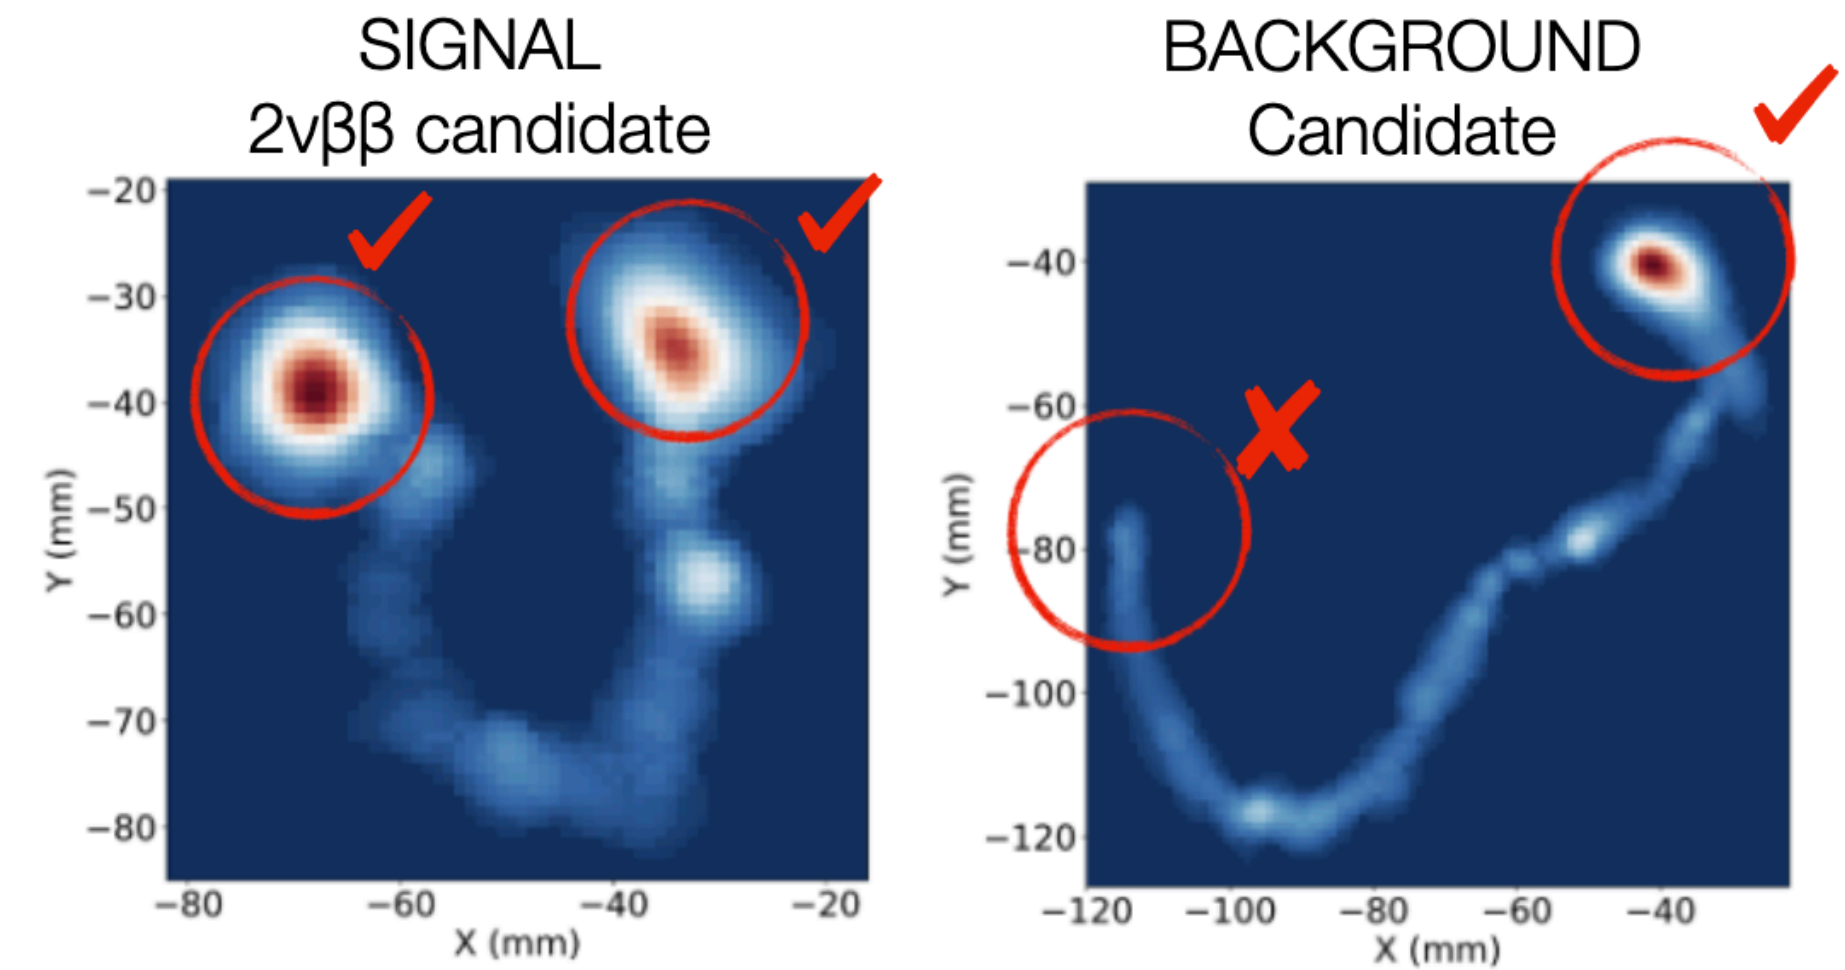 SIGNAL
2νββ candidate
BACKGROUND
Candidate
−20
−30
−40
−50
−60
−70
−80
Y (mm)
−80 −60 −40 −20
X (mm)
−40
−60
−80
−100
−120
Y (mm)
−120 −100 −80 −60 −40
X (mm)